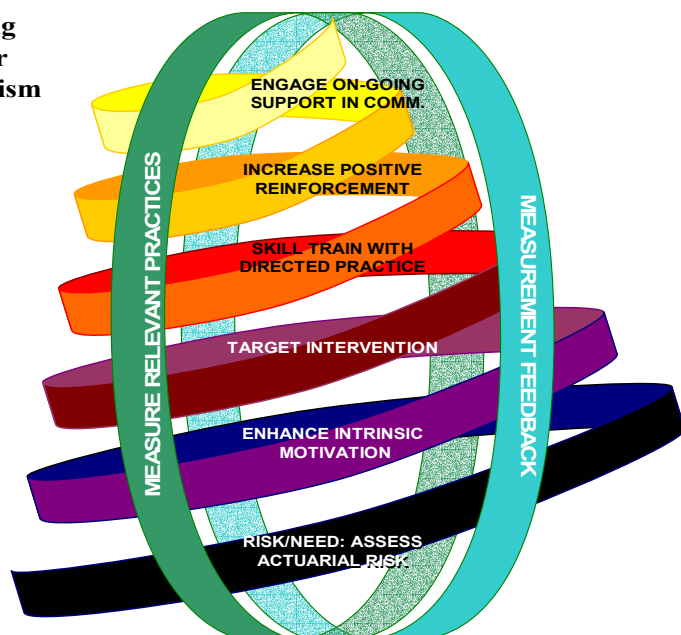 ENGAGE ON-GOING
SUPPORT IN COMM.
INCREASE POSITIVE
REINFORCEMENT
SKILL TRAIN WITH
DIRECTED PRACTICE
TARGET INTERVENTION
ENHANCE INTRINSIC
MOTIVATION
RISK/NEED: ASSESS
ACTUARIAL RISK
MEASURE RELEVANT PRACTICES
MEASUREMENT FEEDBACK